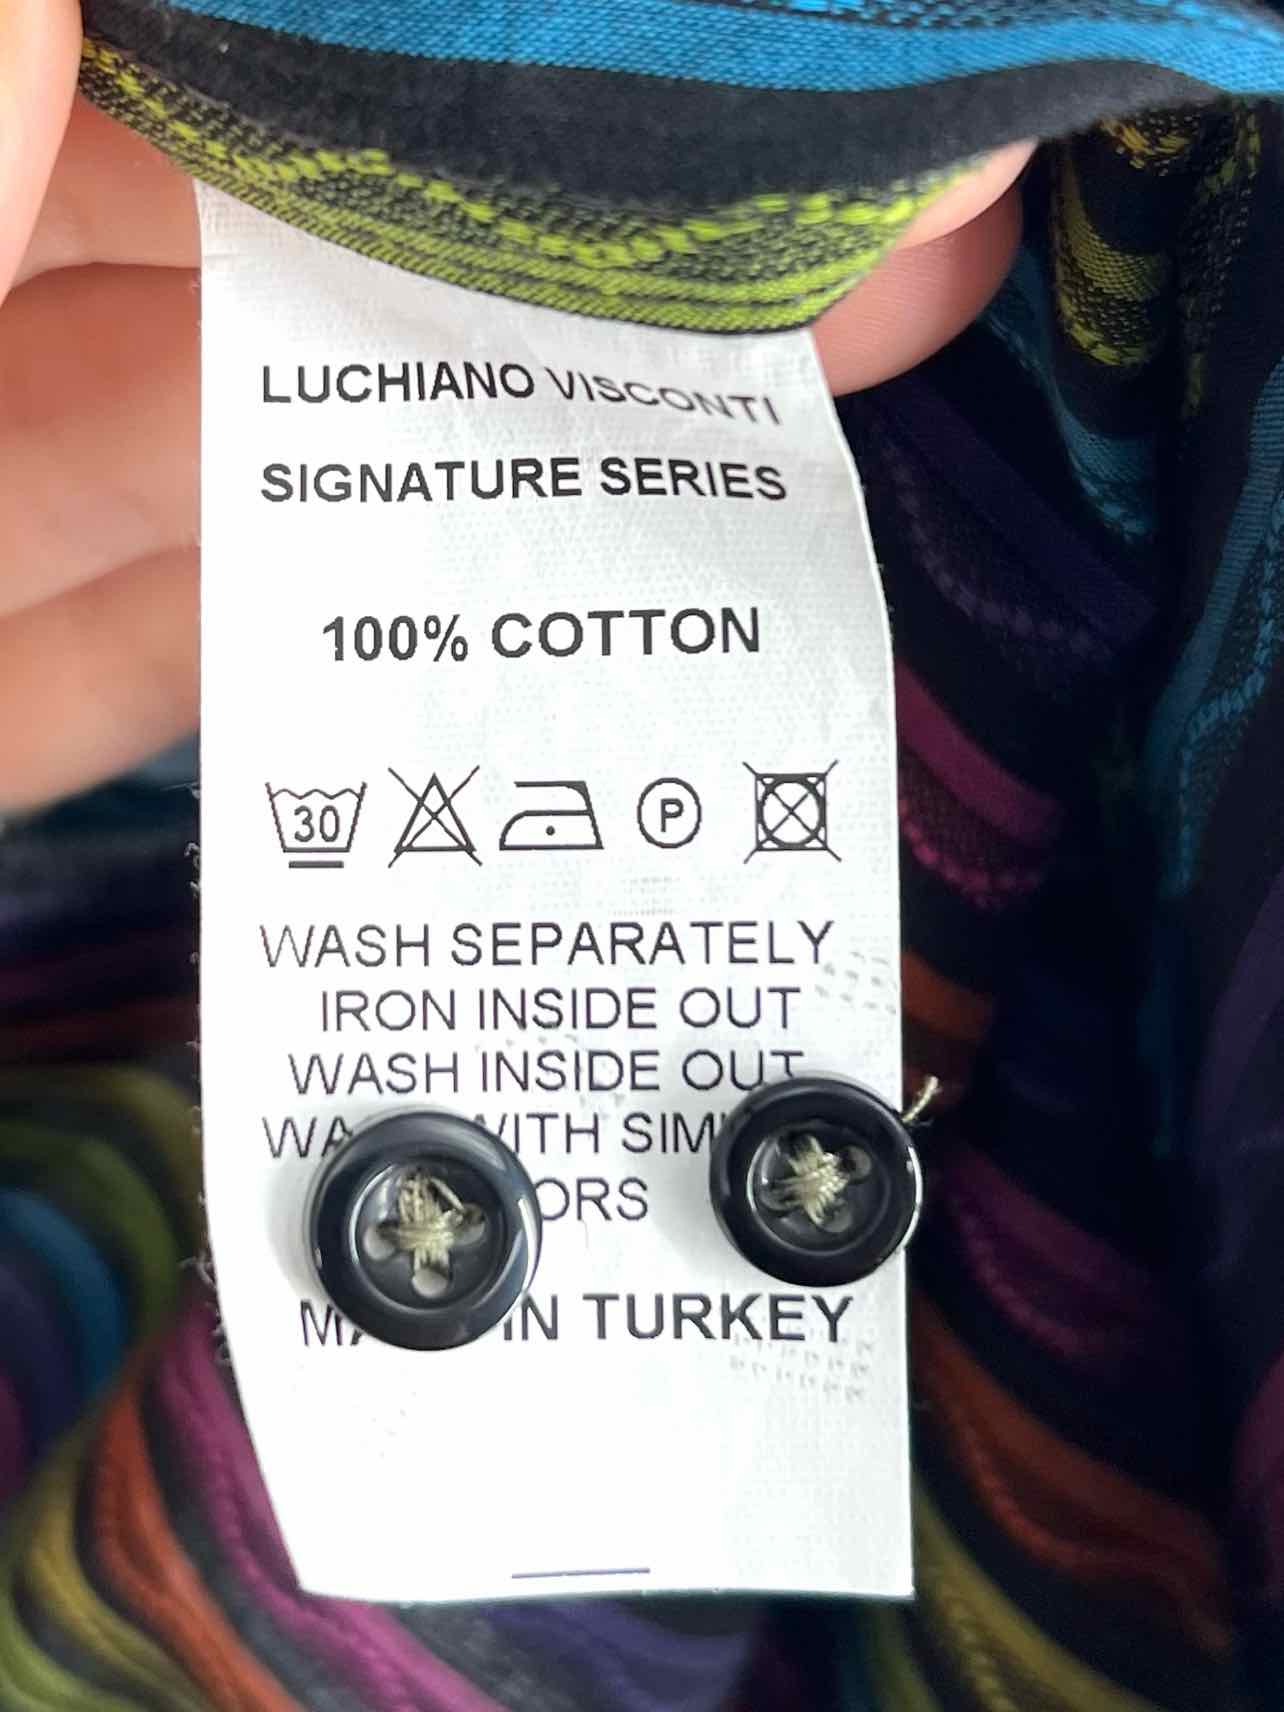 LUCHIANO VISCONTI
SIGNATURE SERIES
100% COTTON
30 P
WASH SEPARATELY
IRON INSIDE OUT
WASH INSIDE OUT
IN TURKEY